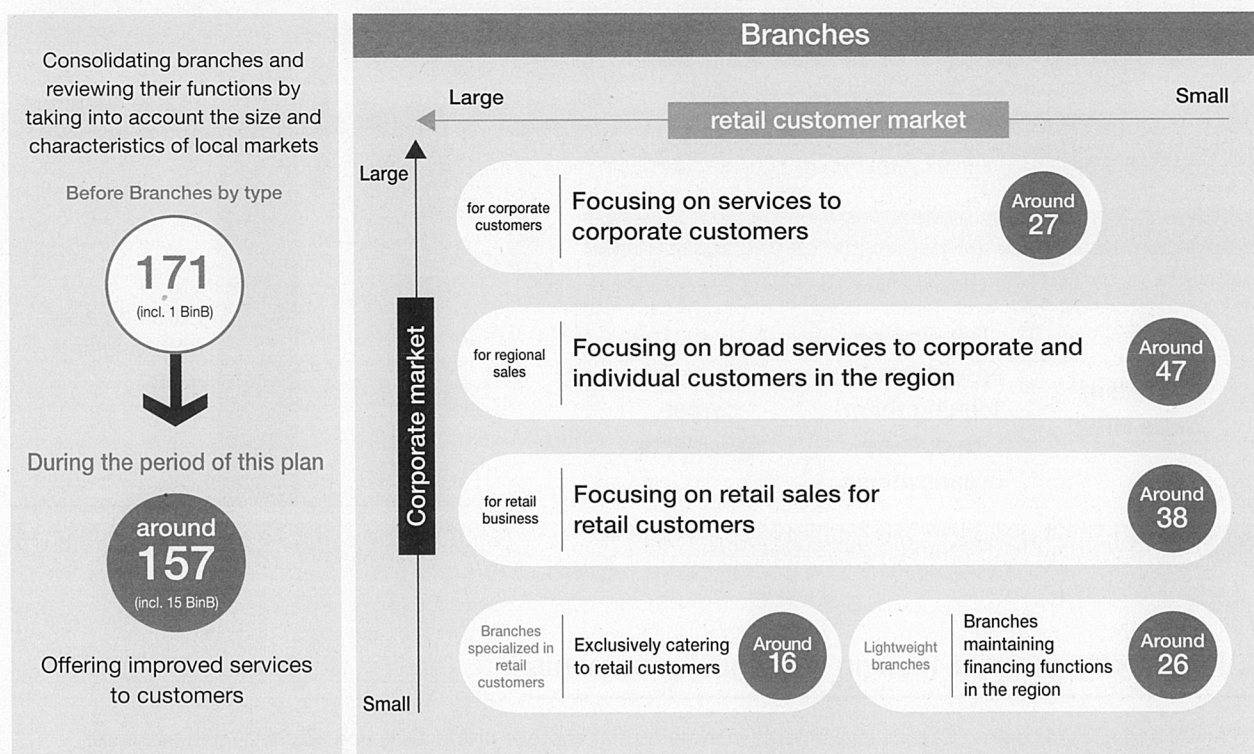 Consolidating branches and
reviewing their functions by
taking into account the size and
characteristics of local markets
Before Branches by type
171
(incl. 1 BinB)
During the period of this plan
around
157
(incl. 15 BinB)
Offering improved services
to customers
Branches
Large
Small
retail customer market
Large
Corporate market
Small
for corporate
customers
Focusing on services to
corporate customers
Around
27
for regional
sales
Focusing on broad services to corporate and
individual customers in the region
Around
47
for retail
business
Focusing on retail sales for
retail customers
Around
38
Branches
specialized in
retail
customers
Exclusively catering
to retail customers
Around
16
Lightweight
branches
Branches
maintaining
financing functions
in the region
Around
26